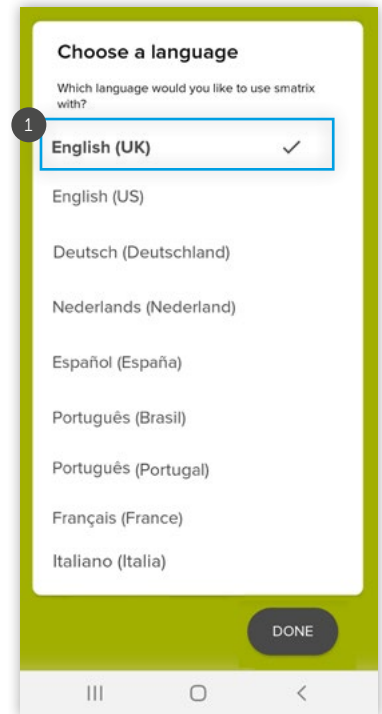 Choose a language
Which language would you like to use smatrix
with?
1
English (UK)
English (US)
Deutsch (Deutschland)
Nederlands (Nederland)
Español (España)
Português (Brasil)
Português (Portugal)
Français (France)
Italiano (Italia)
DONE